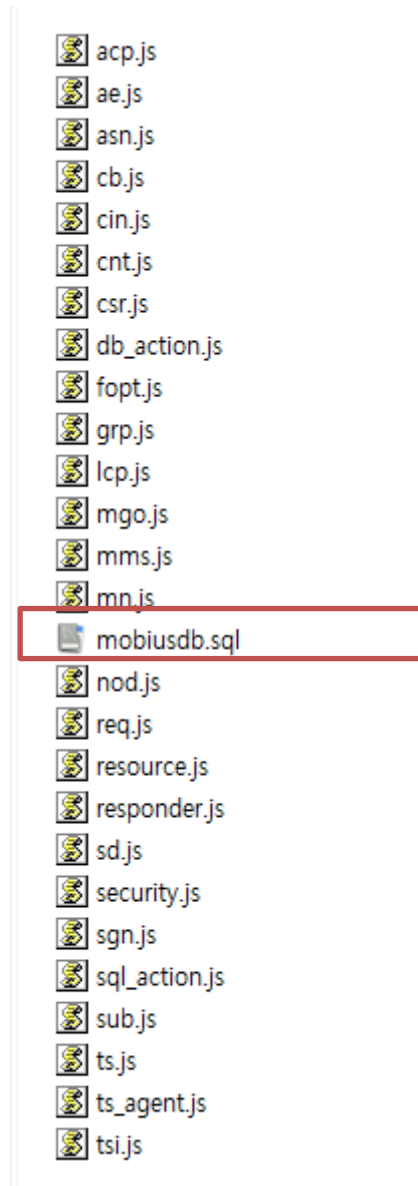 acp.js
ae.js
asn.js
cb.js
cin.js
cnt.js
csr.js
db_action.js
fopt.js
grp.js
lcp.js
mgo.js
mms.js
mn.js
mobiusdb.sql
nod.js
req.js
resource.js
responder.js
sd.js
security.js
sgn.js
sql_action.js
sub.js
ts.js
ts_agent.js
tsi.js